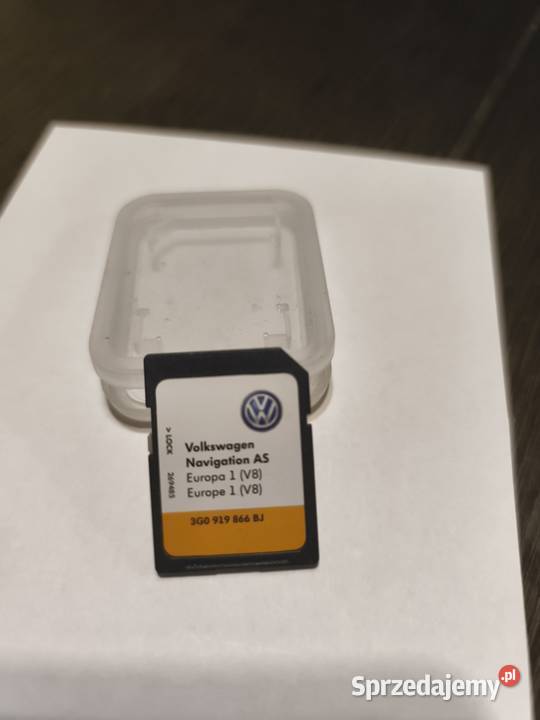 > LOCK
269485
Volkswagen
Navigation AS
Europa 1 (V8)
Europe 1 (V8)
3G0 919 866 BJ
Sprzedajemy.pl